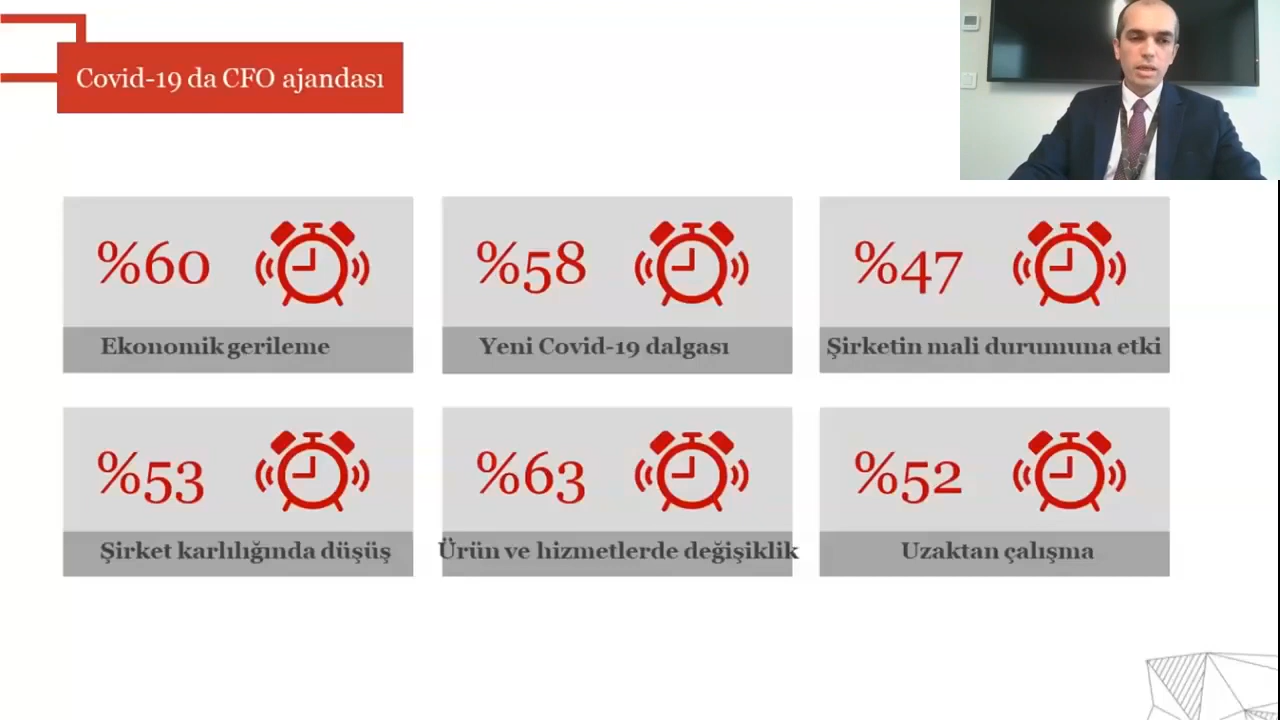 Covid-19 da CFO ajandası
%60
%58
%47
Ekonomik gerileme
Yeni Covid-19 dalgası
Şirketin mali durumuna etki
%53
%63
%52
Şirket karlılığında düşüş
Ürün ve hizmetlerde değişiklik
Uzaktan çalışma